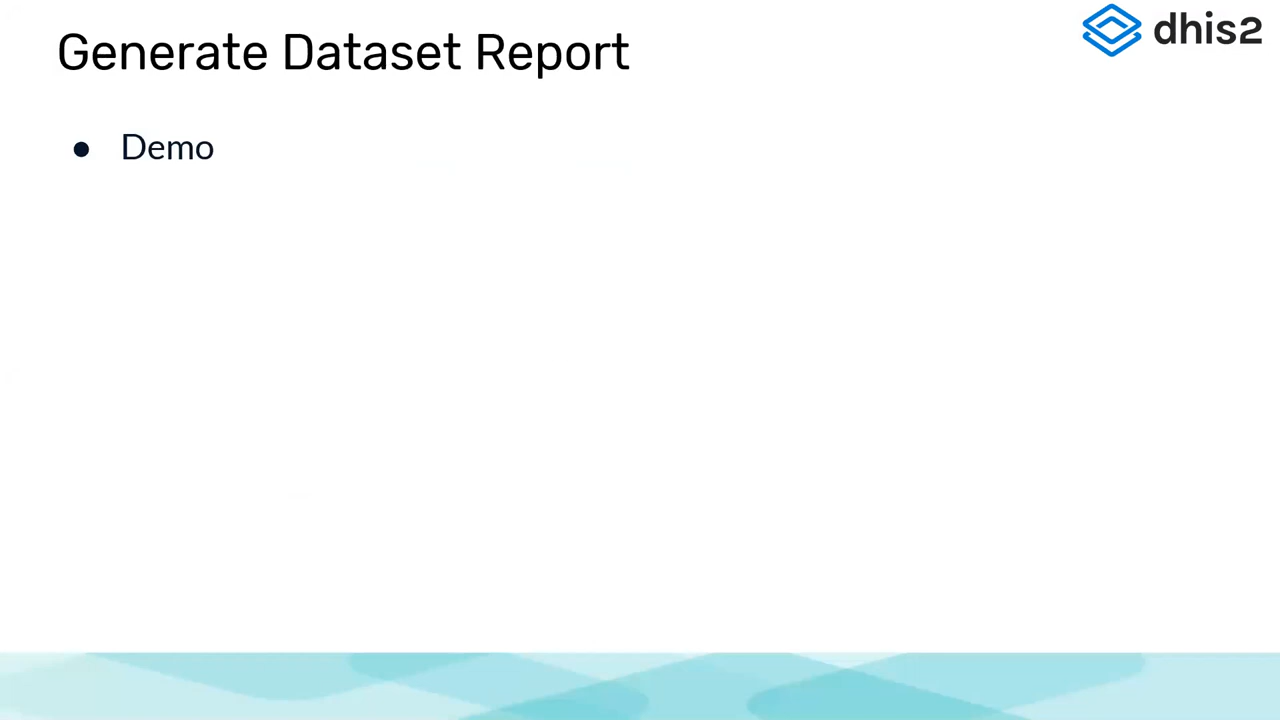 Generate Dataset Report
dhis2
● Demo